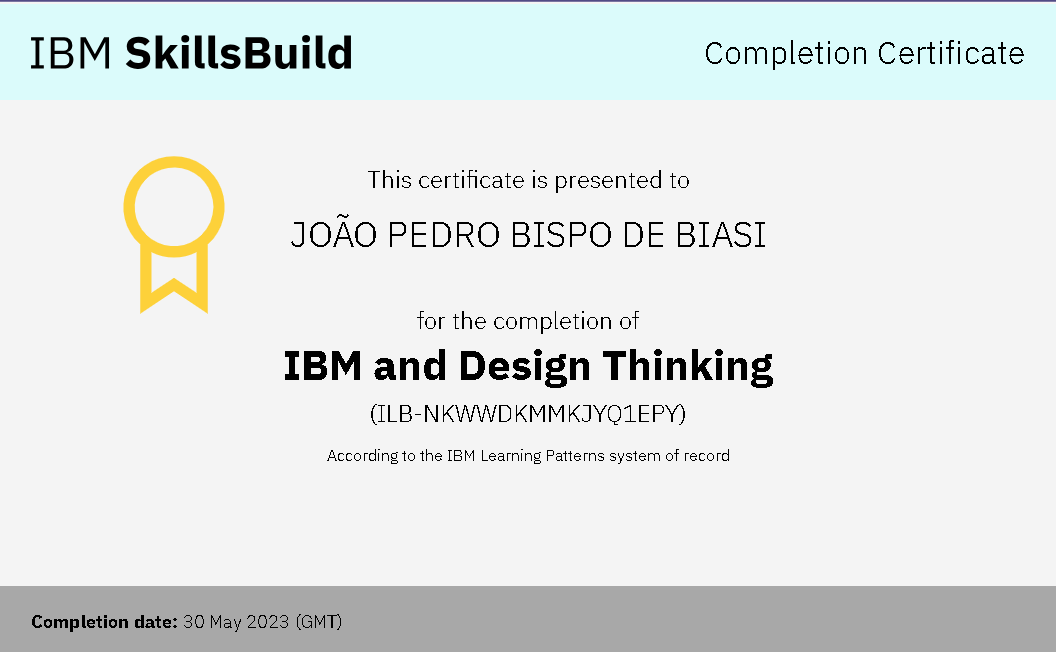 IBM SkillsBuild
Completion Certificate
This certificate is presented to
JOÃO PEDRO BISPO DE BIASI
for the completion of
IBM and Design Thinking
(ILB-NKWWDKMMKJYQ1EPY)
According to the IBM Learning Patterns system of record
Completion date: 30 May 2023 (GMT)